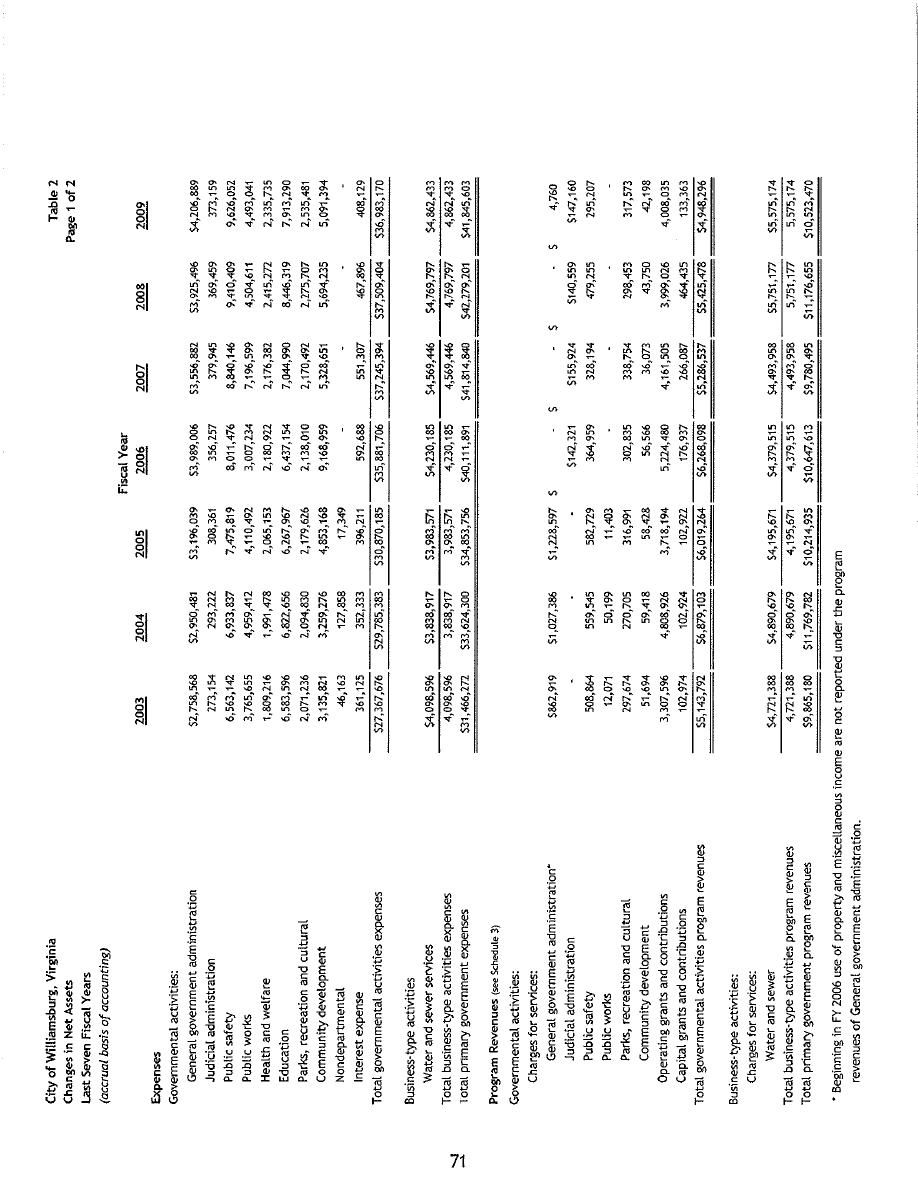 Table 2
Page 1 of 2
City of Williamsburg, Virginia
Changes in Net Assets
Last Seven Fiscal Years
(accrual basis of accounting)
Fiscal Year
2003 2004 2005 2006 2007 2008 2009
Expenses
Governmental activities:
General government administration $2,758,568 $2,950,481 $3,196,039 $3,989,006 $3,556,882 $3,925,496 $4,206,889
Judicial administration 273,154 293,222 308,361 356,257 379,945 369,459 373,159
Public safety 6,563,142 6,933,837 7,475,819 8,011,476 8,840,146 9,410,409 9,626,052
Public works 3,765,655 4,959,412 4,110,492 3,007,234 7,196,599 4,504,611 4,493,041
Health and welfare 1,809,216 1,991,478 2,065,153 2,180,922 2,176,382 2,415,272 2,335,735
Education 6,583,596 6,822,656 6,267,967 6,437,154 7,044,990 8,446,319 7,913,290
Parks, recreation and cultural 2,071,236 2,094,830 2,179,626 2,138,010 2,170,492 2,275,707 2,535,481
Community development 3,135,821 3,259,276 4,853,168 9,168,959 5,328,651 5,694,235 5,091,394
Nondepartmental 46,163 127,858 17,349 - - - -
Interest expense 361,125 352,333 396,211 592,688 551,307 467,896 408,129
Total governmental activities expenses $27,367,676 $29,785,383 $30,870,185 $35,881,706 $37,245,394 $37,509,404 $36,983,170
Business-type activities
Water and sewer services $4,098,596 $3,838,917 $3,983,571 $4,230,185 $4,569,446 $4,769,797 $4,862,433
Total business-type activities expenses 4,098,596 3,838,917 3,983,571 4,230,185 4,569,446 4,769,797 4,862,433
Total primary government expenses $31,466,272 $33,624,300 $34,853,756 $40,111,891 $41,814,840 $42,279,201 $41,845,603
Program Revenues (see Schedule 3)
Governmental activities:
Charges for services:
General government administration* $862,919 $1,027,386 $1,228,597 $ - $ - $ - $ 4,760
Judicial administration - - - $142,321 $155,924 $140,559 $147,160
Public safety 508,864 559,545 582,729 364,959 328,194 479,255 295,207
Public works 12,071 50,199 11,403
Parks, recreation and cultural 297,674 270,705 316,991 302,835 338,754 298,453 317,573
Community development 51,694 59,418 58,428 56,566 36,073 43,750 42,198
Operating grants and contributions 3,307,596 4,808,926 3,718,194 5,224,480 4,161,505 3,999,026 4,008,035
Capital grants and contributions 102,974 102,924 102,922 176,937 266,087 464,435 133,363
Total governmental activities program revenues $5,143,792 $6,879,103 $6,019,264 $6,268,098 $5,286,537 $5,425,478 $4,948,296
Business-type activities:
Charges for services:
Water and sewer $4,721,388 $4,890,679 $4,195,671 $4,379,515 $4,493,958 $5,751,177 $5,575,174
Total business-type activities program revenues 4,721,388 4,890,679 4,195,671 4,379,515 4,493,958 5,751,177 5,575,174
Total primary government program revenues $9,865,180 $11,769,782 $10,214,935 $10,647,613 $9,780,495 $11,176,655 $10,523,470
* Beginning in FY 2006 use of property and miscellaneous income are not reported under the program
revenues of General government administration.
71